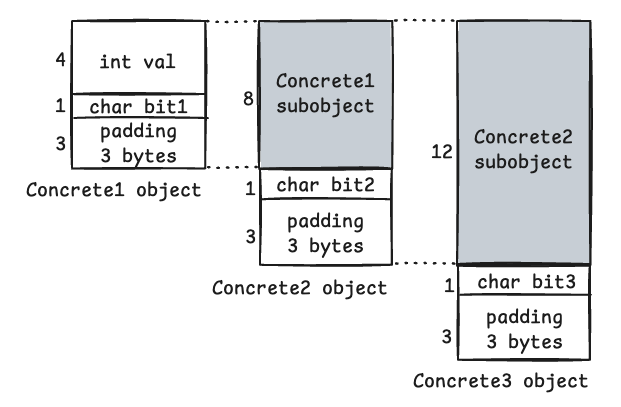 4
int val
1
char bit1
3
padding
3 bytes
Concrete1 object
8
Concrete1
subobject
1
char bit2
3
padding
3 bytes
Concrete2 object
12
Concrete2
subobject
1
char bit3
3
padding
3 bytes
Concrete3 object